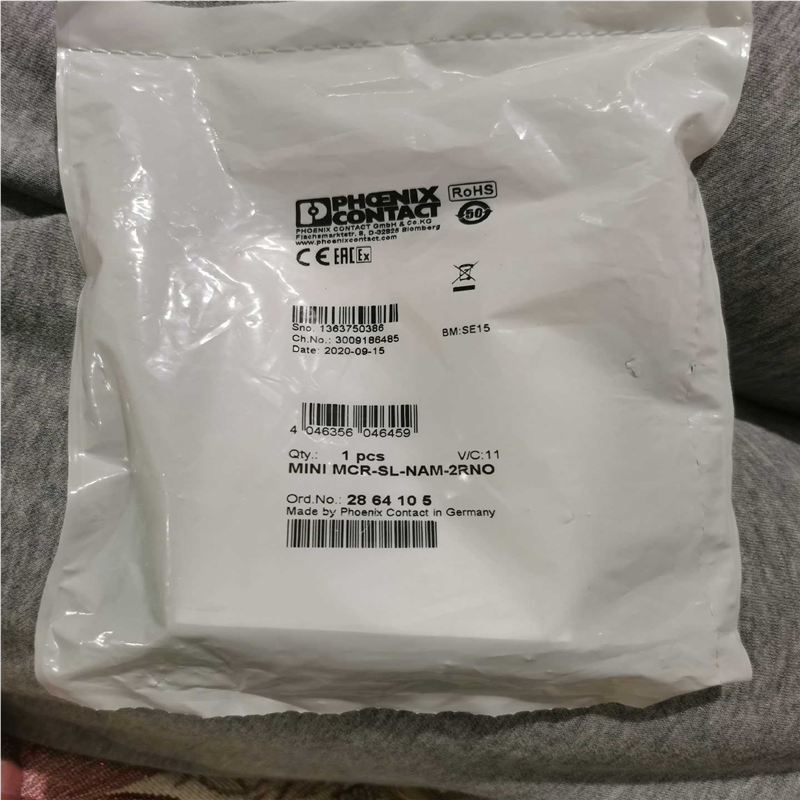 PHŒNIX
CONTACT
RoHS
50
PHOENIX CONTACT GmbH & Co.KG
Flachsmarktstr. 8, D-32825 Blomberg
www.phoenixcontact.com
CE EAC Ex
Sno. 1363750386
Ch.No.: 3009186485
BM:SE15
Date: 2020-09-15
4 046356 046459
Qty.: 1 pcs V/C:11
MINI MCR-SL-NAM-2RNO
Ord.No.: 28 64 10 5
Made by Phoenix Contact in Germany